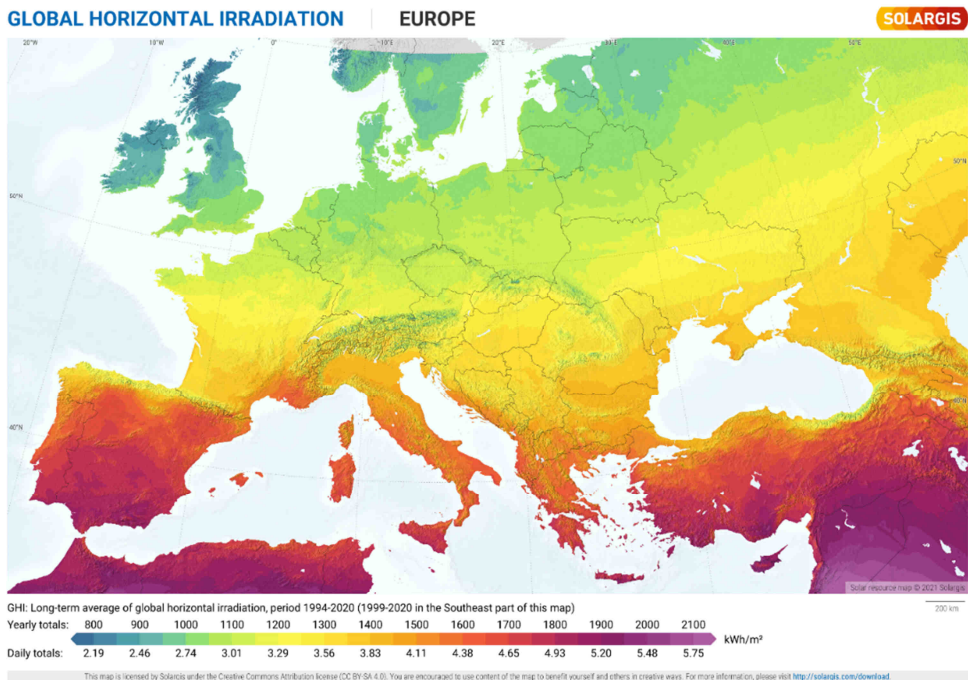 GLOBAL HORIZONTAL IRRADIATION EUROPE SOLARGIS
20°W 10°W 0° 10°E 20°E 30°E 40°E 50°E
50°N 50°N
40°N 40°N
Solar resource map © 2021 Solargis
GHI: Long-term average of global horizontal irradiation, period 1994-2020 (1999-2020 in the Southeast part of this map)
200 km
Yearly totals: 800 900 1000 1100 1200 1300 1400 1500 1600 1700 1800 1900 2000 2100
kWh/m²
Daily totals: 2.19 2.46 2.74 3.01 3.29 3.56 3.83 4.11 4.38 4.65 4.93 5.20 5.48 5.75
This map is licensed by Solargis under the Creative Commons Attribution license (CC BY-SA 4.0). You are encouraged to use content of the map to benefit yourself and others in creative ways. For more information, please visit http://solargis.com/download.